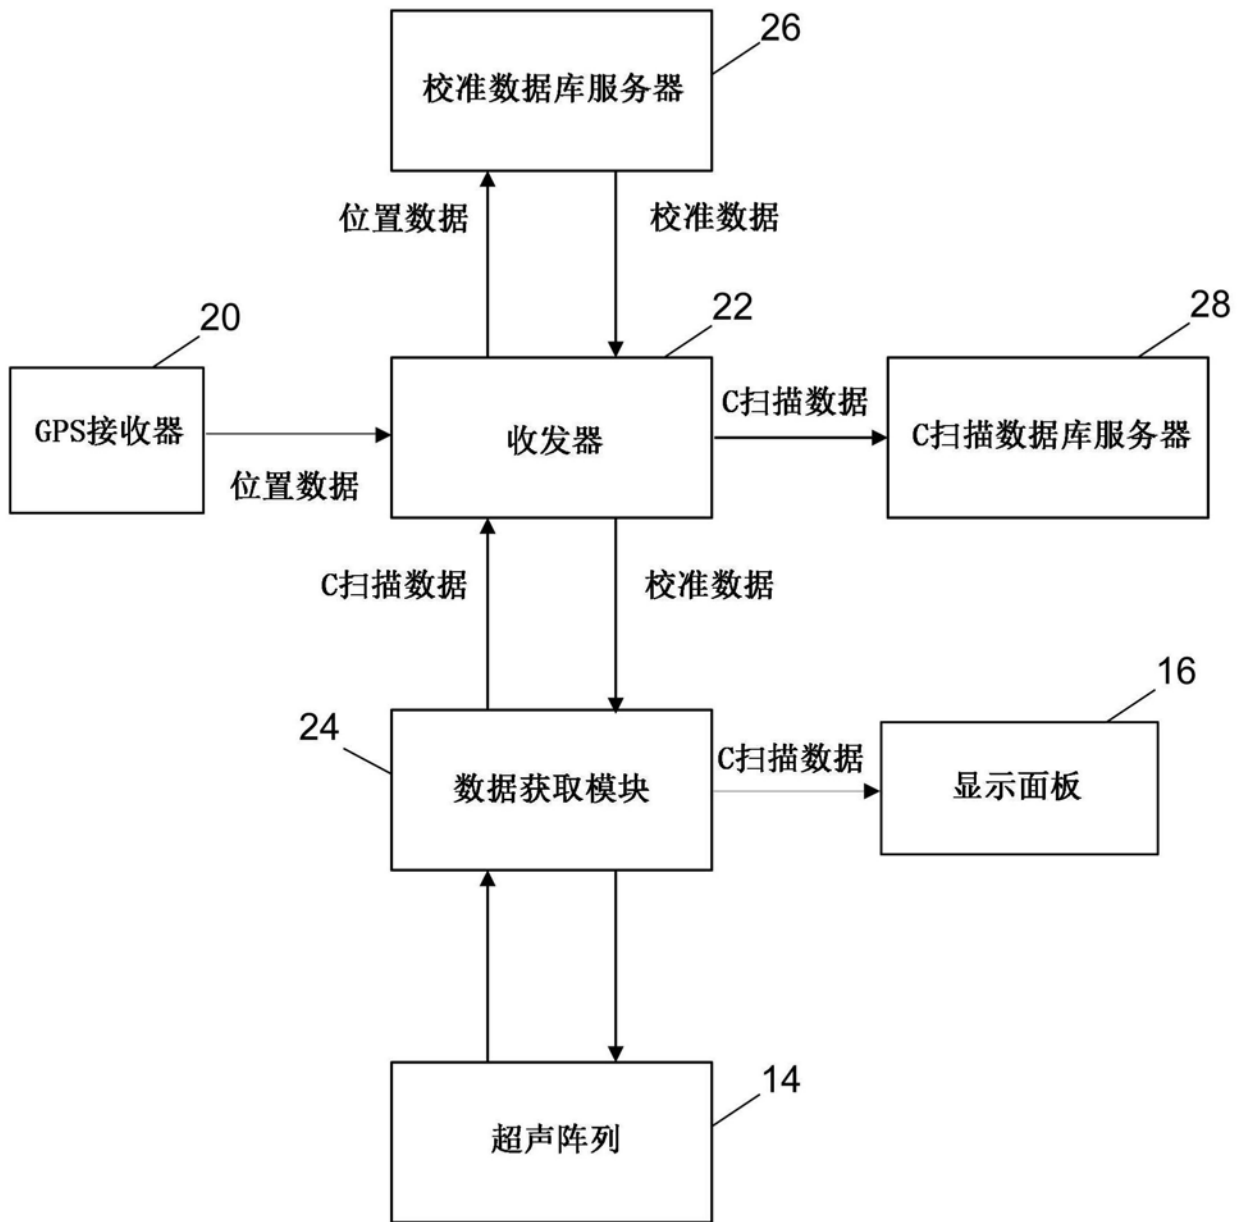 26
校准数据库服务器
位置数据
校准数据
20
22
28
GPS接收器
收发器
C扫描数据
C扫描数据库服务器
位置数据
C扫描数据
校准数据
24
16
数据获取模块
C扫描数据
显示面板
14
超声阵列